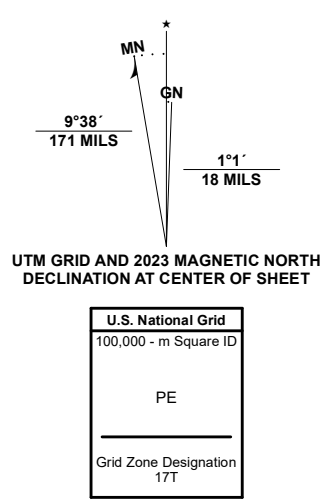 MN
GN
9°38´
171 MILS
1°1´
18 MILS
UTM GRID AND 2023 MAGNETIC NORTH
DECLINATION AT CENTER OF SHEET
U.S. National Grid
100,000 - m Square ID
PE
Grid Zone Designation
17T